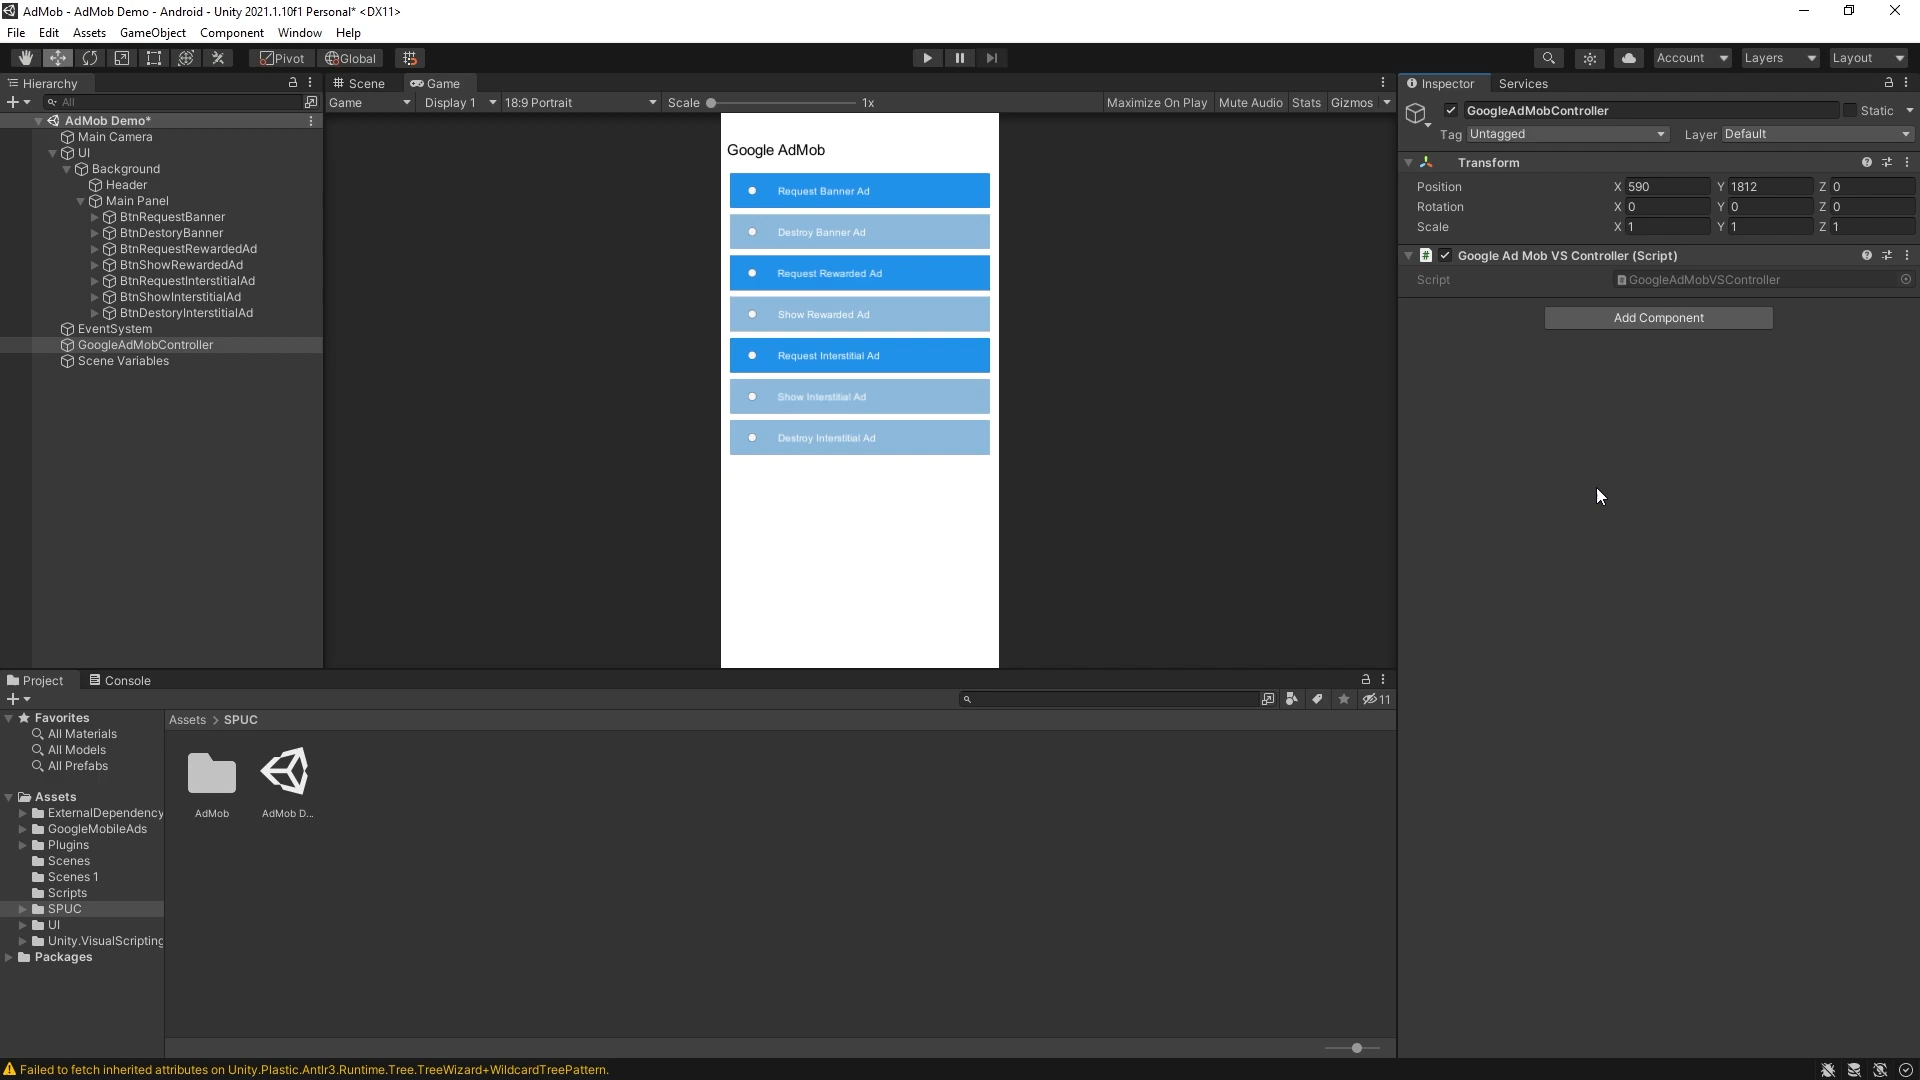 AdMob - AdMob Demo - Android - Unity 2021.1.10f1 Personal* <DX11>
File Edit Assets GameObject Component Window Help
Pivot Global Account Layers Layout
Hierarchy
All
AdMob Demo*
Main Camera
UI
Background
Header
Main Panel
BtnRequestBanner
BtnDestoryBanner
BtnRequestRewardedAd
BtnShowRewardedAd
BtnRequestInterstitialAd
BtnShowInterstitialAd
BtnDestoryInterstitialAd
EventSystem
GoogleAdMobController
Scene Variables
Scene Game
Game Display 1 18:9 Portrait Scale 1x Maximize On Play Mute Audio Stats Gizmos
Google AdMob
Request Banner Ad
Destroy Banner Ad
Request Rewarded Ad
Show Rewarded Ad
Request Interstitial Ad
Show Interstitial Ad
Destroy Interstitial Ad
Inspector Services
GoogleAdMobController Static
Tag Untagged Layer Default
Transform
Position X 590 Y 1812 Z 0
Rotation X 0 Y 0 Z 0
Scale X 1 Y 1 Z 1
# Google Ad Mob VS Controller (Script)
Script GoogleAdMobVSController
Add Component
Project Console
11
Favorites
All Materials
All Models
All Prefabs
Assets
ExternalDependency
GoogleMobileAds
Plugins
Scenes
Scenes 1
Scripts
SPUC
UI
Unity.VisualScripting
Packages
Assets > SPUC
AdMob AdMob D...
Failed to fetch inherited attributes on Unity.Plastic.Antlr3.Runtime.Tree.TreeWizard+WildcardTreePattern.